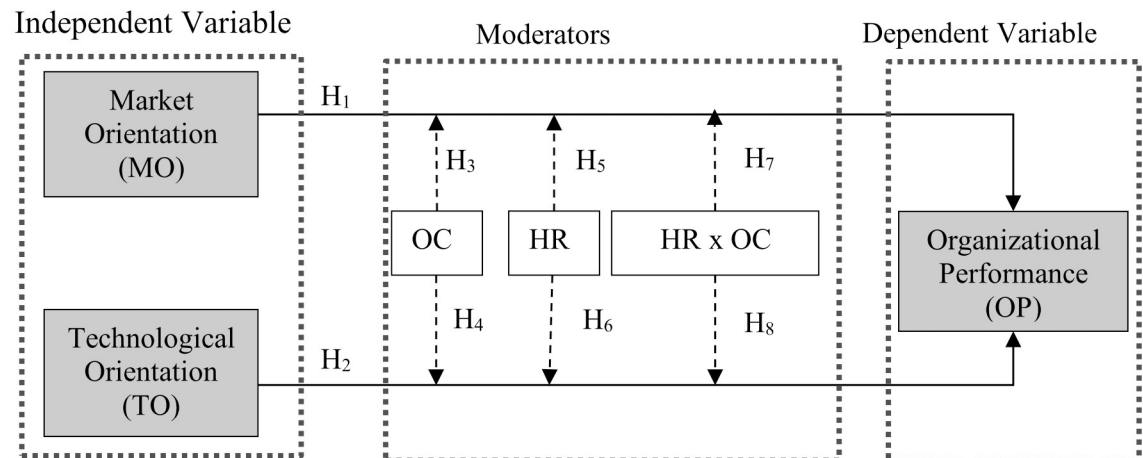 Independent Variable
Moderators
Dependent Variable
Market
Orientation
(MO)
H₁
H₃
H₅
H₇
OC
HR
HR x OC
Organizational
Performance
(OP)
H₄
H₆
H₈
Technological
Orientation
(TO)
H₂